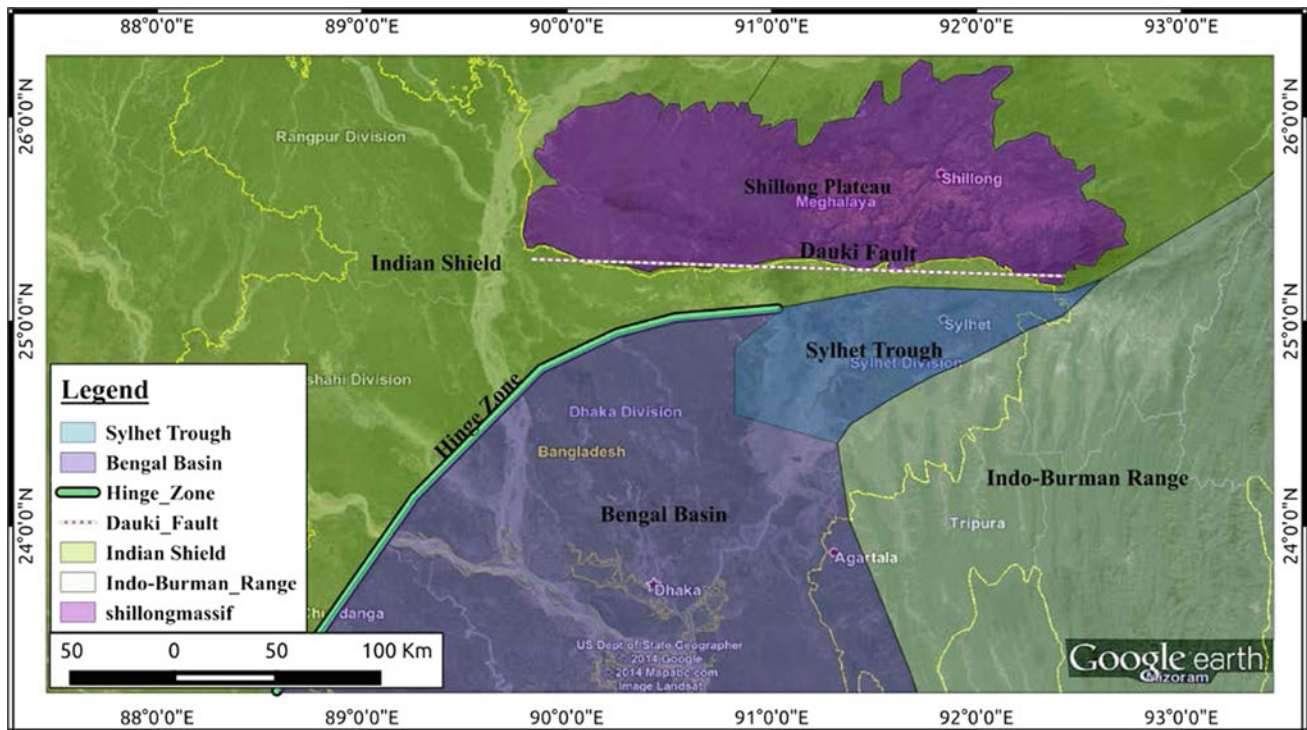 88°0'0"E 89°0'0"E 90°0'0"E 91°0'0"E 92°0'0"E 93°0'0"E
26°0'0"N
26°0'0"N
Rangpur Division
Shillong
Shillong Plateau
Meghalaya
Dauki Fault
Indian Shield
25°0'0"N
25°0'0"N
Sylhet
Sylhet Trough
Sylhet Division
shahi Division
Hinge Zone
Dhaka Division
Bangladesh
Indo-Burman Range
Bengal Basin
24°0'0"N
24°0'0"N
Tripura
Agartala
Dhaka
danga
Legend
Sylhet Trough
Bengal Basin
Hinge_Zone
Dauki_Fault
Indian Shield
Indo-Burman_Range
shillongmassif
50 0 50 100 Km
US Dept of State Geographer
© 2014 Google
© 2014 Mapabc.com
Image Landsat
Google earth
Mizoram
88°0'0"E 89°0'0"E 90°0'0"E 91°0'0"E 92°0'0"E 93°0'0"E